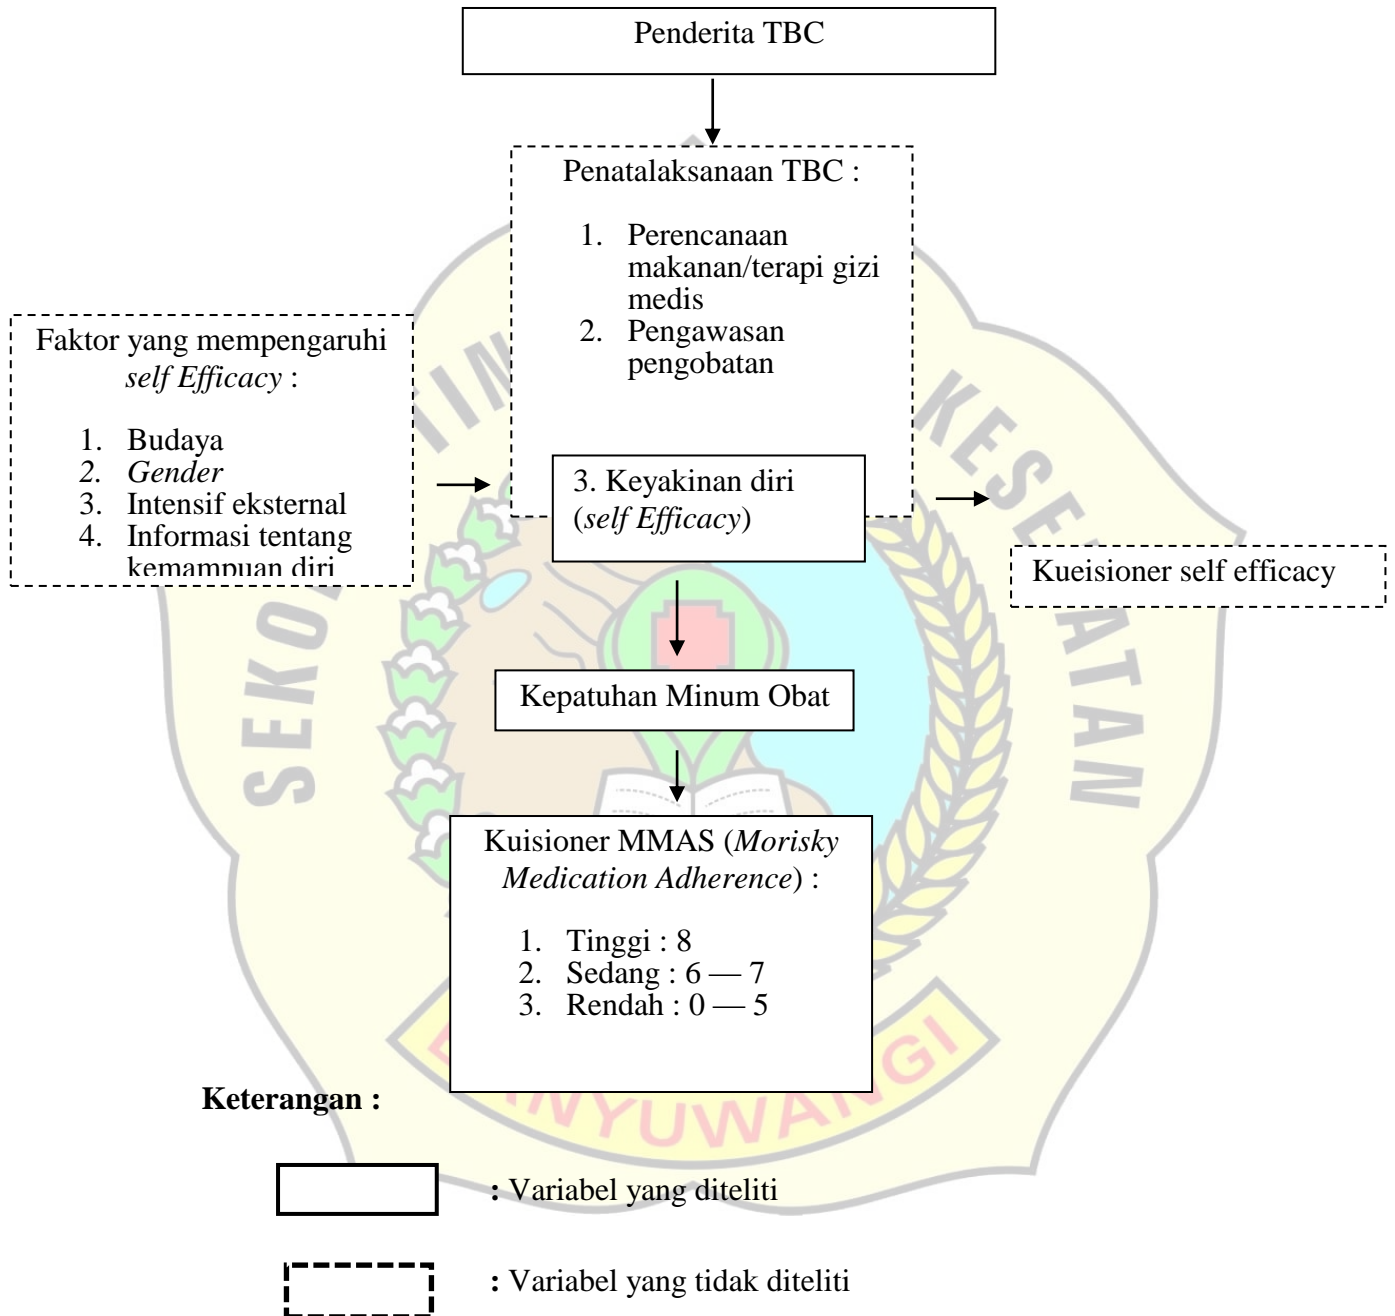 Penderita TBC
Penatalaksanaan TBC :
1. Perencanaan
makanan/terapi gizi
medis
2. Pengawasan
pengobatan
3. Keyakinan diri
(self Efficacy)
Faktor yang mempengaruhi
self Efficacy :
1. Budaya
2. Gender
3. Intensif eksternal
4. Informasi tentang
kemampuan diri
Kueisioner self efficacy
Kepatuhan Minum Obat
Kuisioner MMAS (Morisky
Medication Adherence) :
1. Tinggi : 8
2. Sedang : 6 — 7
3. Rendah : 0 — 5
Keterangan :
: Variabel yang diteliti
: Variabel yang tidak diteliti
KESEHATAN